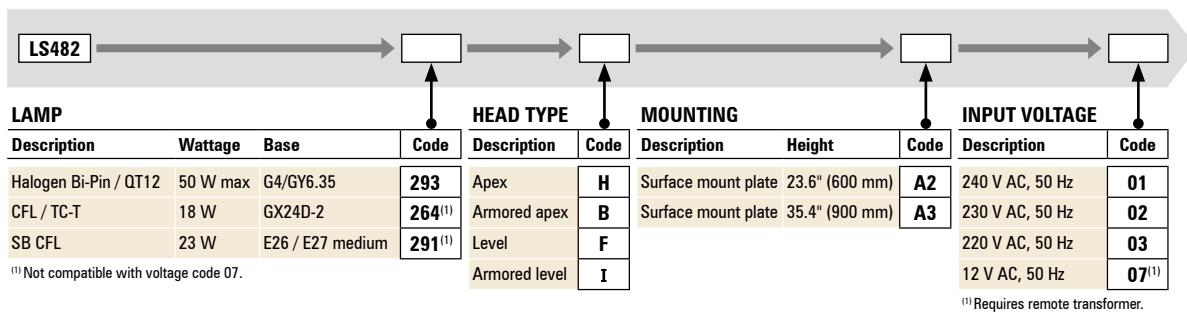 LS482
LAMP HEAD TYPE MOUNTING INPUT VOLTAGE
Description Wattage Base Code Description Code Description Height Code Description Code
Halogen Bi-Pin / QT12 50 W max G4/GY6.35 293 Apex H Surface mount plate 23.6" (600 mm) A2 240 V AC, 50 Hz 01
CFL / TC-T 18 W GX24D-2 264(1) Armored apex B Surface mount plate 35.4" (900 mm) A3 230 V AC, 50 Hz 02
SB CFL 23 W E26 / E27 medium 291(1) Level F 220 V AC, 50 Hz 03
(1) Not compatible with voltage code 07. Armored level I 12 V AC, 50 Hz 07(1)
(1) Requires remote transformer.